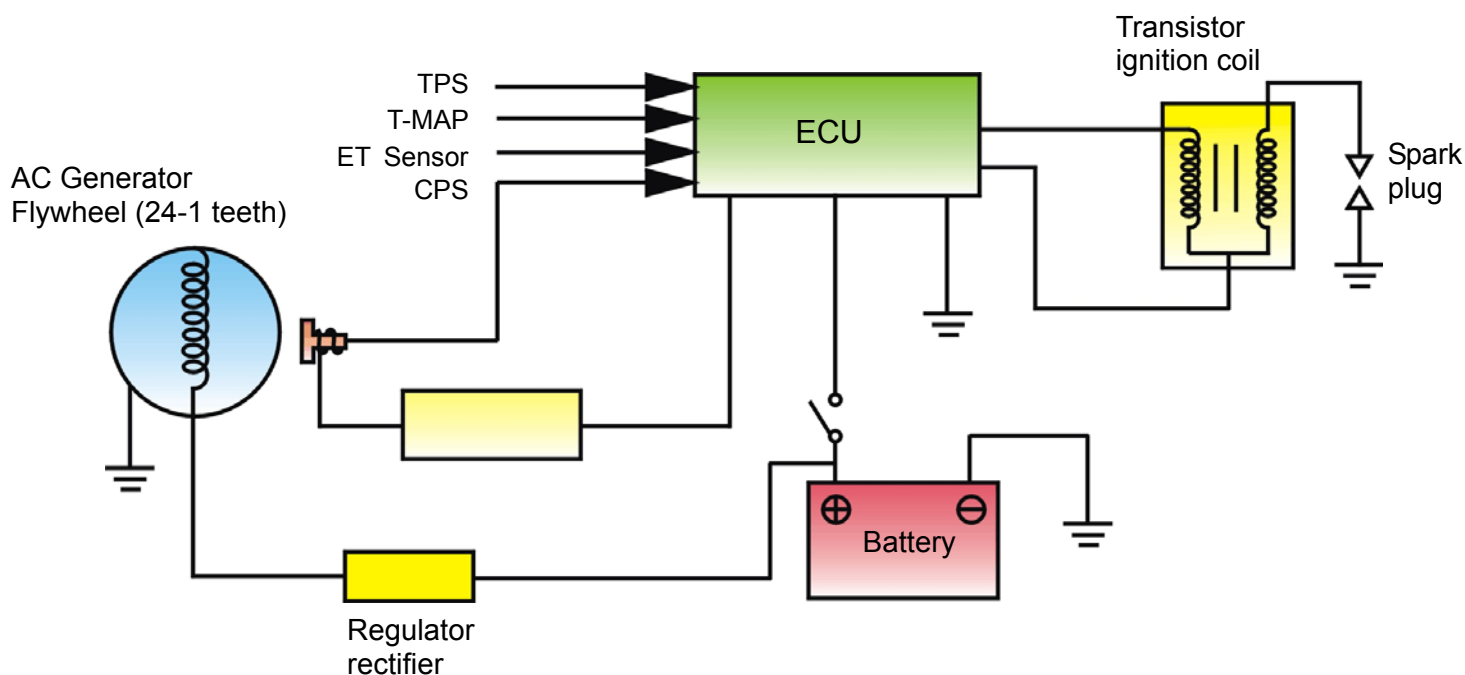 Transistor
ignition coil
TPS
T-MAP
ET Sensor
CPS
ECU
Spark
plug
AC Generator
Flywheel (24-1 teeth)
Battery
Regulator
rectifier